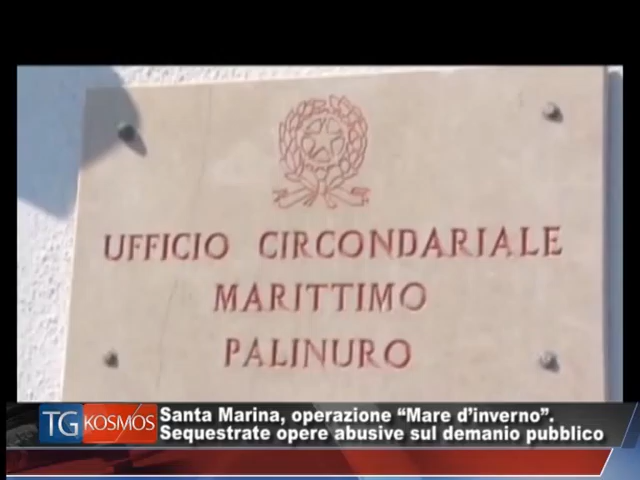 UFFICIO CIRCONDARIALE
MARITTIMO
PALINURO
TG KOSMOS
Santa Marina, operazione “Mare d’inverno”.
Sequestrate opere abusive sul demanio pubblico